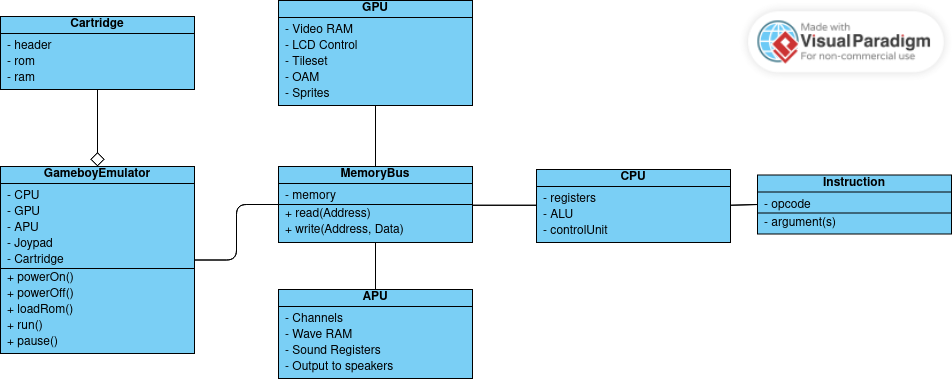 Cartridge
- header
- rom
- ram
GPU
- Video RAM
- LCD Control
- Tileset
- OAM
- Sprites
Made with
VisualParadigm
For non-commercial use
GameboyEmulator
- CPU
- GPU
- APU
- Joypad
- Cartridge
+ powerOn()
+ powerOff()
+ loadRom()
+ run()
+ pause()
MemoryBus
- memory
+ read(Address)
+ write(Address, Data)
CPU
- registers
- ALU
- controlUnit
Instruction
- opcode
- argument(s)
APU
- Channels
- Wave RAM
- Sound Registers
- Output to speakers